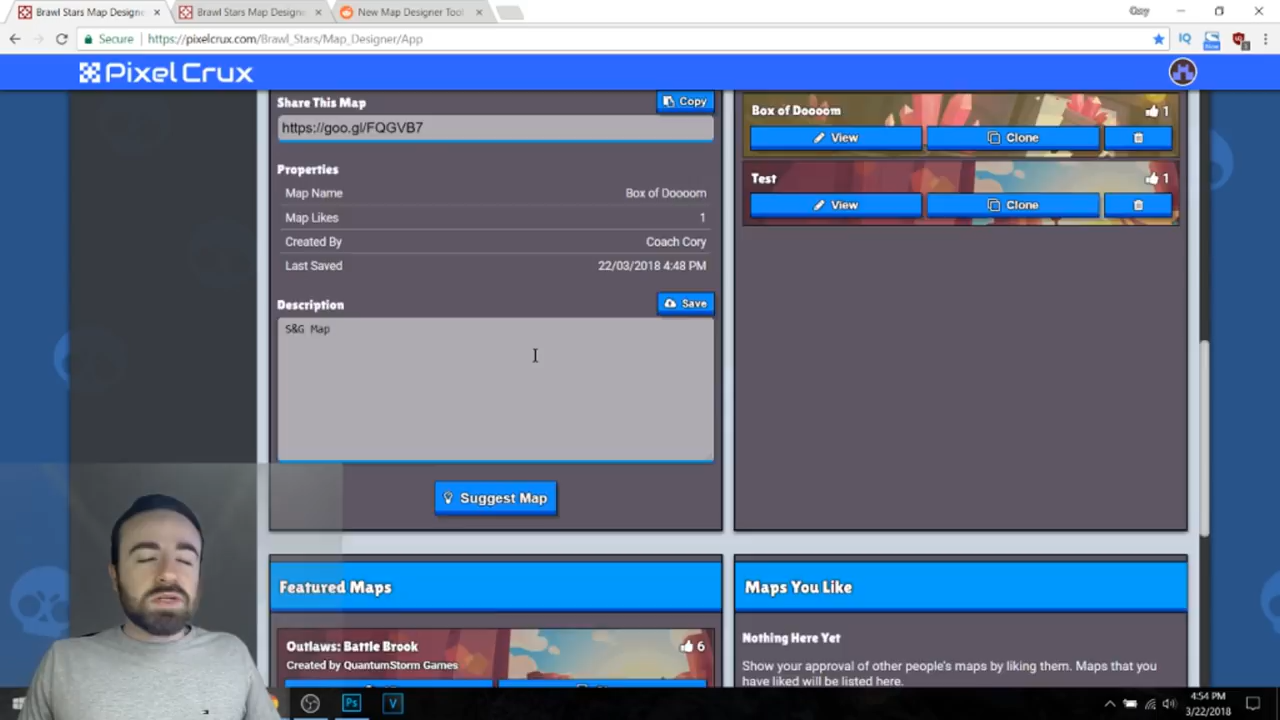 Brawl Stars Map Designe
Brawl Stars Map Design
New Map Designer Tool
Osy
Secure
https://pixelcrux.com/Brawl_Stars/Map_Designer/App
Pixel Crux
Share This Map
Copy
https://goo.gl/FQGVB7
Properties
Map Name
Box of Doooom
Map Likes
1
Created By
Coach Cory
Last Saved
22/03/2018 4:48 PM
Description
Save
S&G Map
Suggest Map
Box of Doooom
1
View
Clone
Test
1
View
Clone
Featured Maps
Outlaws: Battle Brook
6
Created by QuantumStorm Games
Maps You Like
Nothing Here Yet
Show your approval of other people's maps by liking them. Maps that you
have liked will be listed here.
Ps
V
4:54 PM
3/22/2018